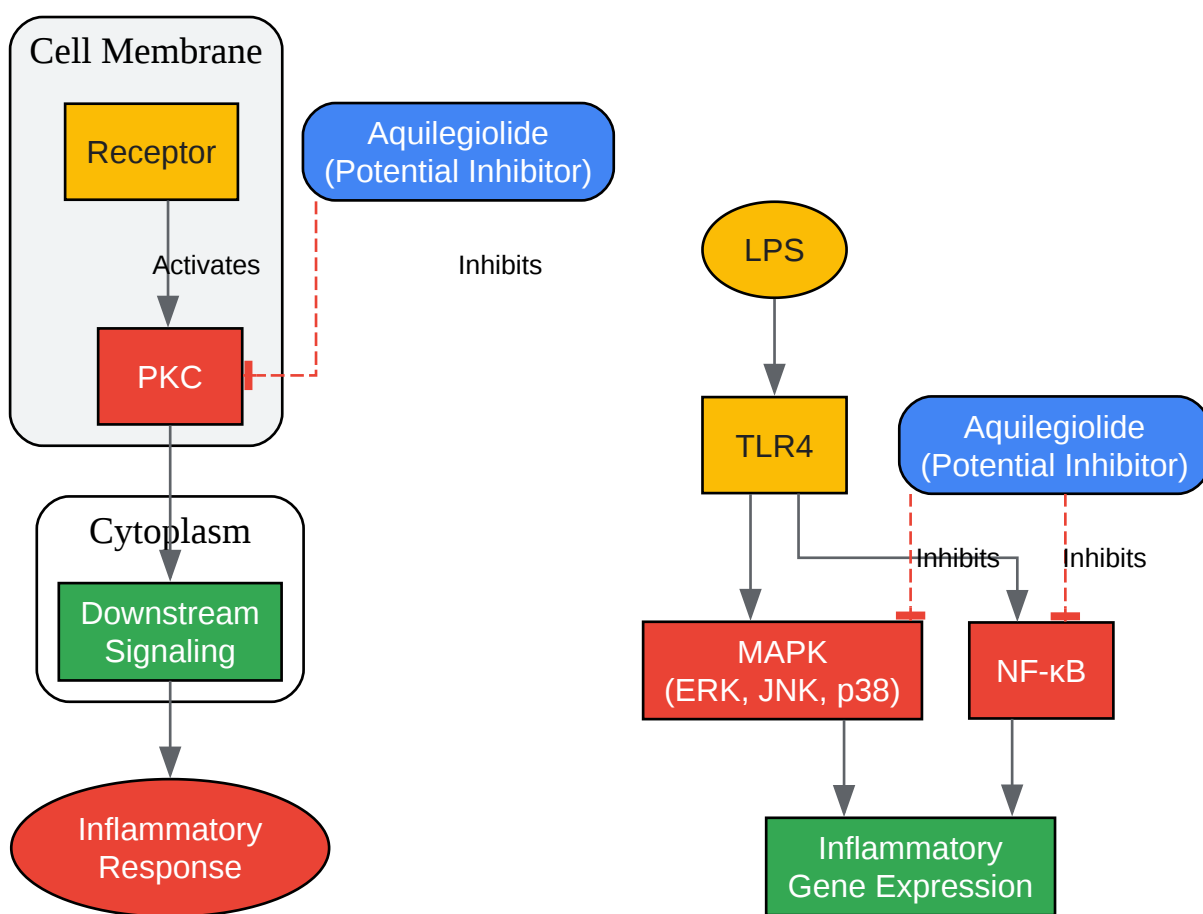 Cell Membrane
Receptor
Aquilegiolide
(Potential Inhibitor)
Activates
Inhibits
PKC
Cytoplasm
Downstream
Signaling
Inflammatory
Response
LPS
TLR4
Aquilegiolide
(Potential Inhibitor)
Inhibits
Inhibits
MAPK
(ERK, JNK, p38)
NF-κB
Inflammatory
Gene Expression